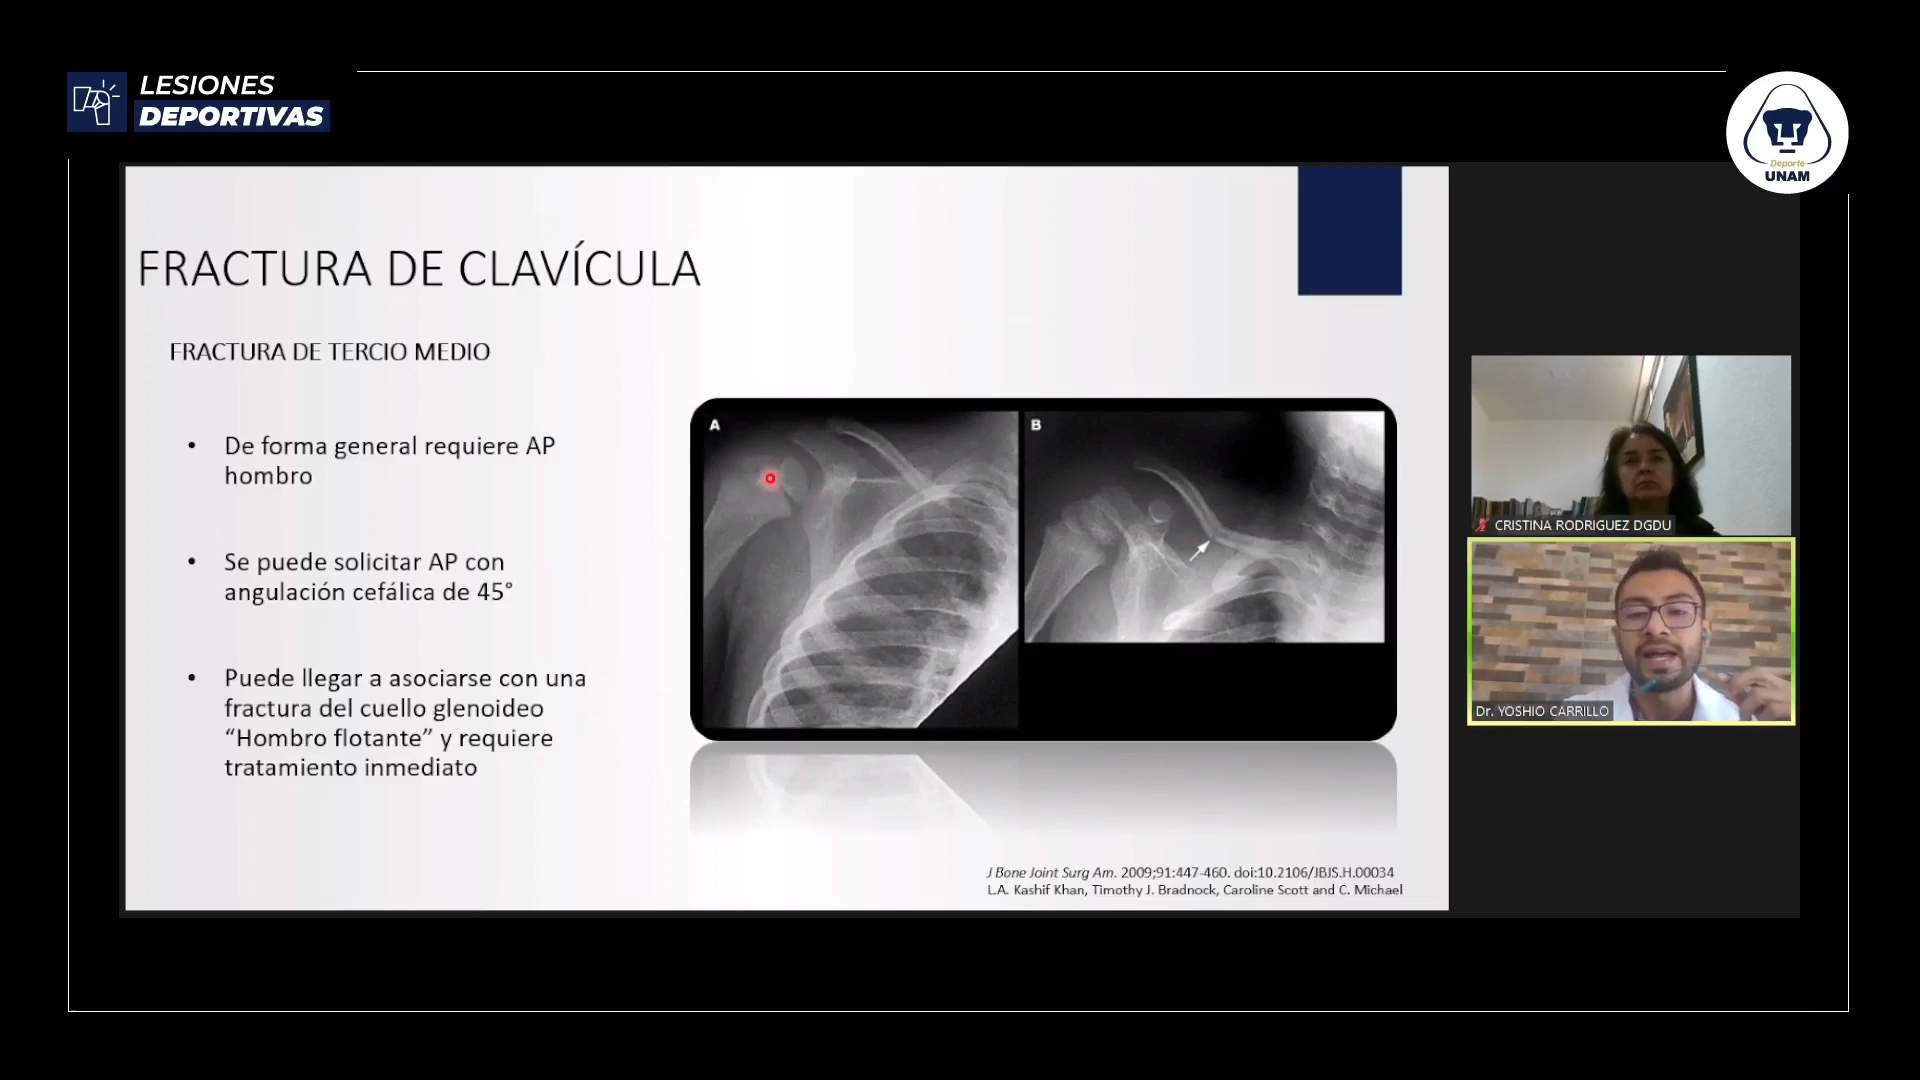 LESIONES
DEPORTIVAS
Deporte
UNAM
FRACTURA DE CLAVÍCULA
FRACTURA DE TERCIO MEDIO
• De forma general requiere AP
hombro
• Se puede solicitar AP con
angulación cefálica de 45°
• Puede llegar a asociarse con una
fractura del cuello glenoideo
“Hombro flotante” y requiere
tratamiento inmediato
A
B
J Bone Joint Surg Am. 2009;91:447-460. doi:10.2106/JBJS.H.00034
L.A. Kashif Khan, Timothy J. Bradnock, Caroline Scott and C. Michael
CRISTINA RODRIGUEZ DGDU
Dr. YOSHIO CARRILLO